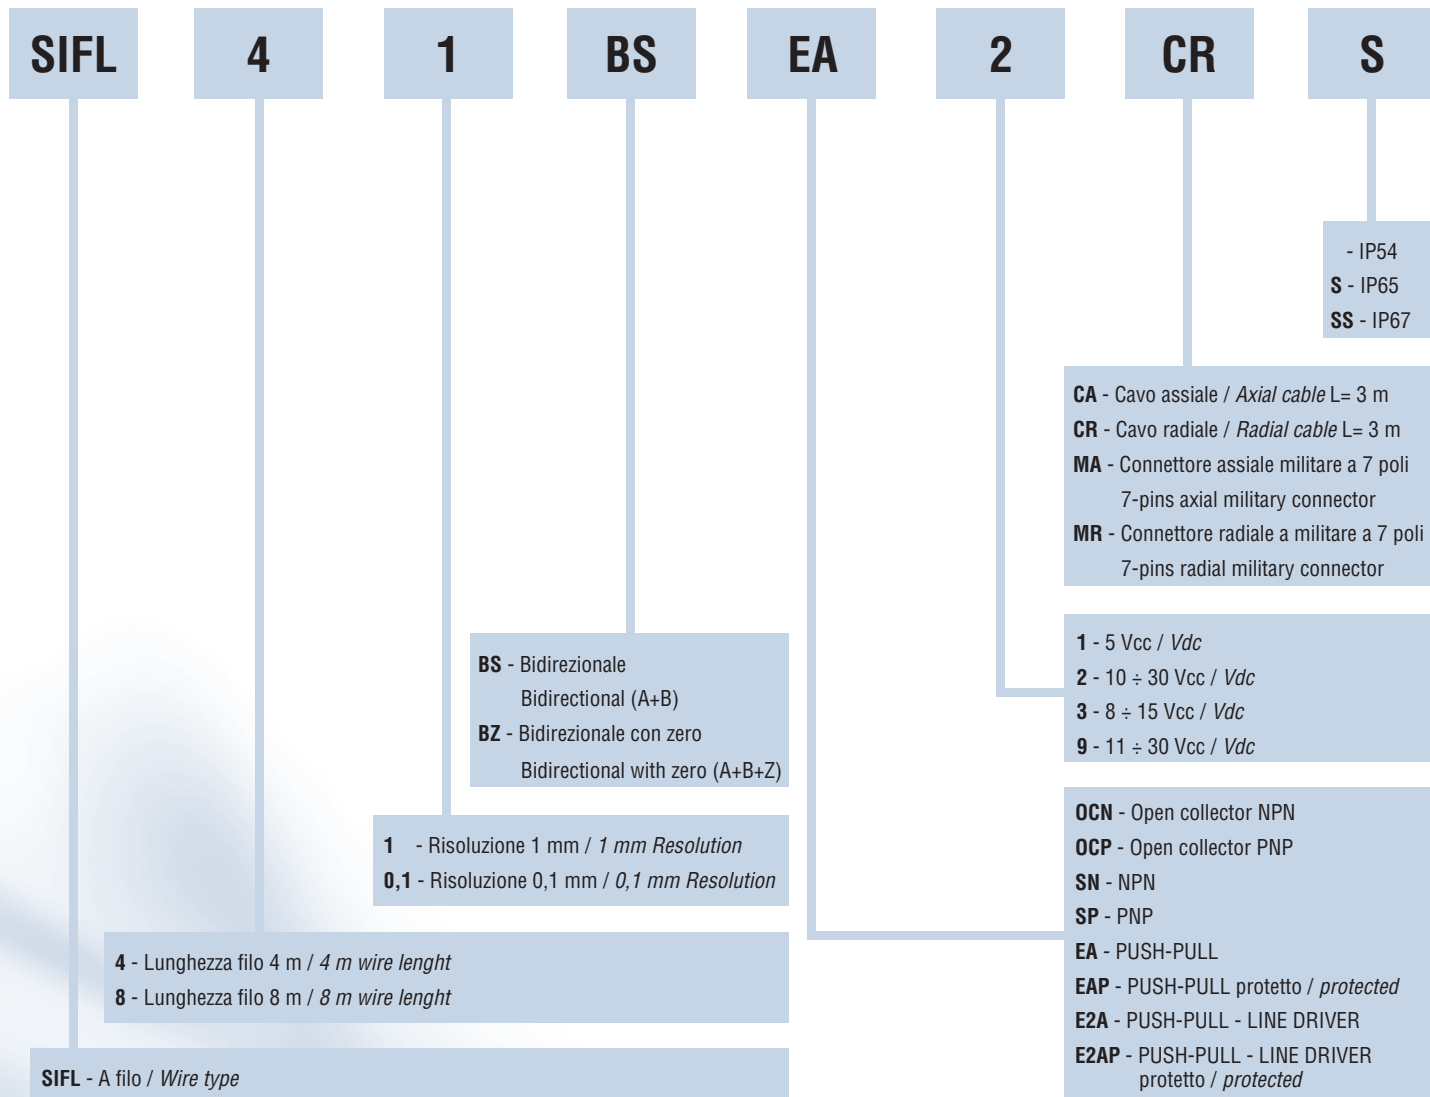 SIFL 4 1 BS EA 2 CR S
- IP54
S - IP65
SS - IP67
CA - Cavo assiale / Axial cable L= 3 m
CR - Cavo radiale / Radial cable L= 3 m
MA - Connettore assiale militare a 7 poli
7-pins axial military connector
MR - Connettore radiale a militare a 7 poli
7-pins radial military connector
1 - 5 Vcc / Vdc
2 - 10 ÷ 30 Vcc / Vdc
3 - 8 ÷ 15 Vcc / Vdc
9 - 11 ÷ 30 Vcc / Vdc
BS - Bidirezionale
Bidirectional (A+B)
BZ - Bidirezionale con zero
Bidirectional with zero (A+B+Z)
OCN - Open collector NPN
OCP - Open collector PNP
SN - NPN
SP - PNP
EA - PUSH-PULL
EAP - PUSH-PULL protetto / protected
E2A - PUSH-PULL - LINE DRIVER
E2AP - PUSH-PULL - LINE DRIVER
protetto / protected
1 - Risoluzione 1 mm / 1 mm Resolution
0,1 - Risoluzione 0,1 mm / 0,1 mm Resolution
4 - Lunghezza filo 4 m / 4 m wire lenght
8 - Lunghezza filo 8 m / 8 m wire lenght
SIFL - A filo / Wire type